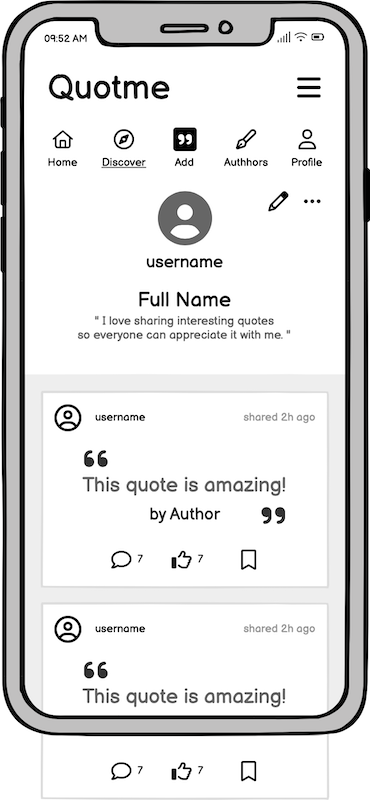 09:52 AM
Quotme
Home Discover Add Authhors Profile
username
Full Name
" I love sharing interesting quotes
so everyone can appreciate it with me. "
username shared 2h ago
“
This quote is amazing!
by Author ”
7 7
username shared 2h ago
“
This quote is amazing!
7 7